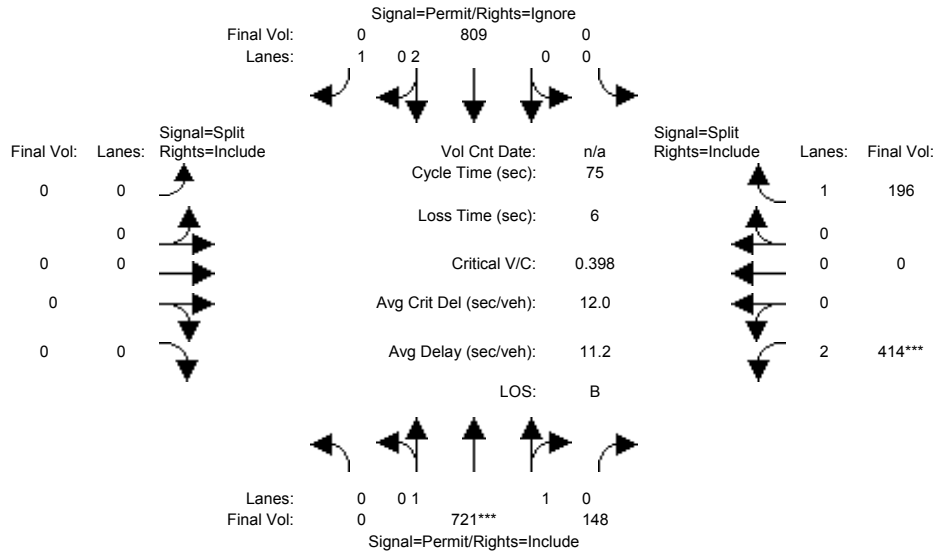 Signal=Permit/Rights=Ignore
Final Vol: 0 809 0
Lanes: 1 0 2 0 0
Signal=Split Signal=Split
Final Vol: Lanes: Rights=Include Vol Cnt Date: n/a Rights=Include Lanes: Final Vol:
Cycle Time (sec): 75
0 0 1 196
Loss Time (sec): 6
0 0
0 0 Critical V/C: 0.398 0 0
0 Avg Crit Del (sec/veh): 12.0 0
0 0 Avg Delay (sec/veh): 11.2 2 414***
LOS: B
Lanes: 0 0 1 1 0
Final Vol: 0 721*** 148
Signal=Permit/Rights=Include